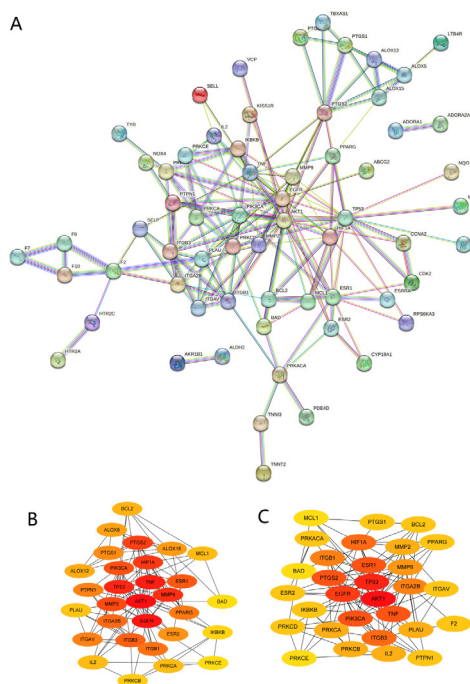 A
TBXAS1
PTGS1
LTB4R
ALOX12
ALOX5
ALOX15
PTGS2
VCP
SELL
KISS1R
ADORA2A
ADORA1
TYR
IL2
IKBKB
PPARG
NOX4
TNF
MMP9
ABCG2
PTPN1
EGFR
AKT1
TP53
PIK3CA
SELP
PLAU
MMP2
HIF1A
ITGB3
CCNA2
F7
CDK2
F10
F2
ITGA2B
ITGAV
ITGB1
BCL2
MCL1
ESR1
ESRRA
HTR2C
BAD
ESR2
RPS6KA3
HTR2A
AKR1B1
CYP19A1
PRKACA
PDE4D
TNNI3
TNNT2
B
BCL2
ALOX5
PTGS2
PTGS1
HIF1A
ALOX15
ALOX12
PIK3CA
MCL1
TNF
ESR1
PTPN1
TP53
MMP9
MMP2
AKT1
BAD
PLAU
PPARG
ITGA2B
EGFR
ITGAV
ITGB3
ESR2
IKBKB
ITGB1
IL2
PRKCA
PRKCE
PRKCB
C
MCL1
PTGS1
BCL2
PRKACA
HIF1A
MMP2
PPARG
ITGB1
ESR1
MMP9
BAD
PTGS2
TP53
ITGA2B
ITGAV
ESR2
EGFR
AKT1
IKBKB
TNF
F2
PIK3CA
PRKCD
PRKCA
PLAU
ITGB3
PRKCE
PRKCB
IL2
PTPN1